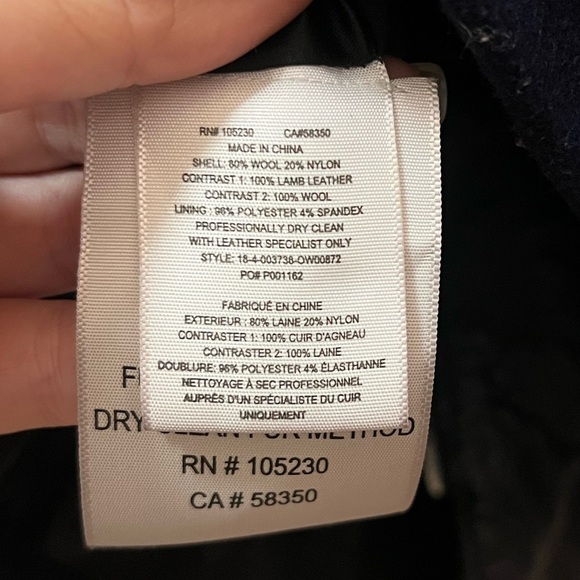 RN# 105230 CA#58350
MADE IN CHINA
SHELL: 80% WOOL 20% NYLON
CONTRAST 1: 100% LAMB LEATHER
CONTRAST 2: 100% WOOL
LINING : 96% POLYESTER 4% SPANDEX
PROFESSIONALLY DRY CLEAN
WITH LEATHER SPECIALIST ONLY
STYLE: 18-4-003738-OW00872
PO# P001162
FABRIQUÉ EN CHINE
EXTERIEUR : 80% LAINE 20% NYLON
CONTRASTER 1: 100% CUIR D'AGNEAU
CONTRASTER 2: 100% LAINE
DOUBLURE: 96% POLYESTER 4% ÉLASTHANNE
NETTOYAGE À SEC PROFESSIONNEL
AUPRÈS D'UN SPÉCIALISTE DU CUIR
UNIQUEMENT
DRY CLEAN FOR METHOD
RN # 105230
CA # 58350